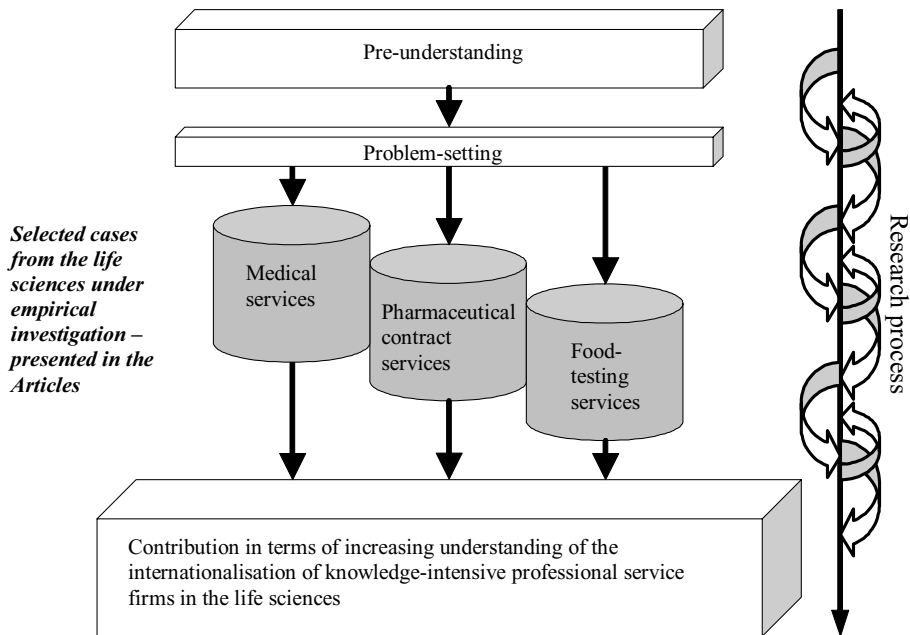 Pre-understanding
Problem-setting
Selected cases
from the life
sciences under
empirical
investigation –
presented in the
Articles
Medical
services
Pharmaceutical
contract
services
Food-
testing
services
Research process
Contribution in terms of increasing understanding of the
internationalisation of knowledge-intensive professional service
firms in the life sciences